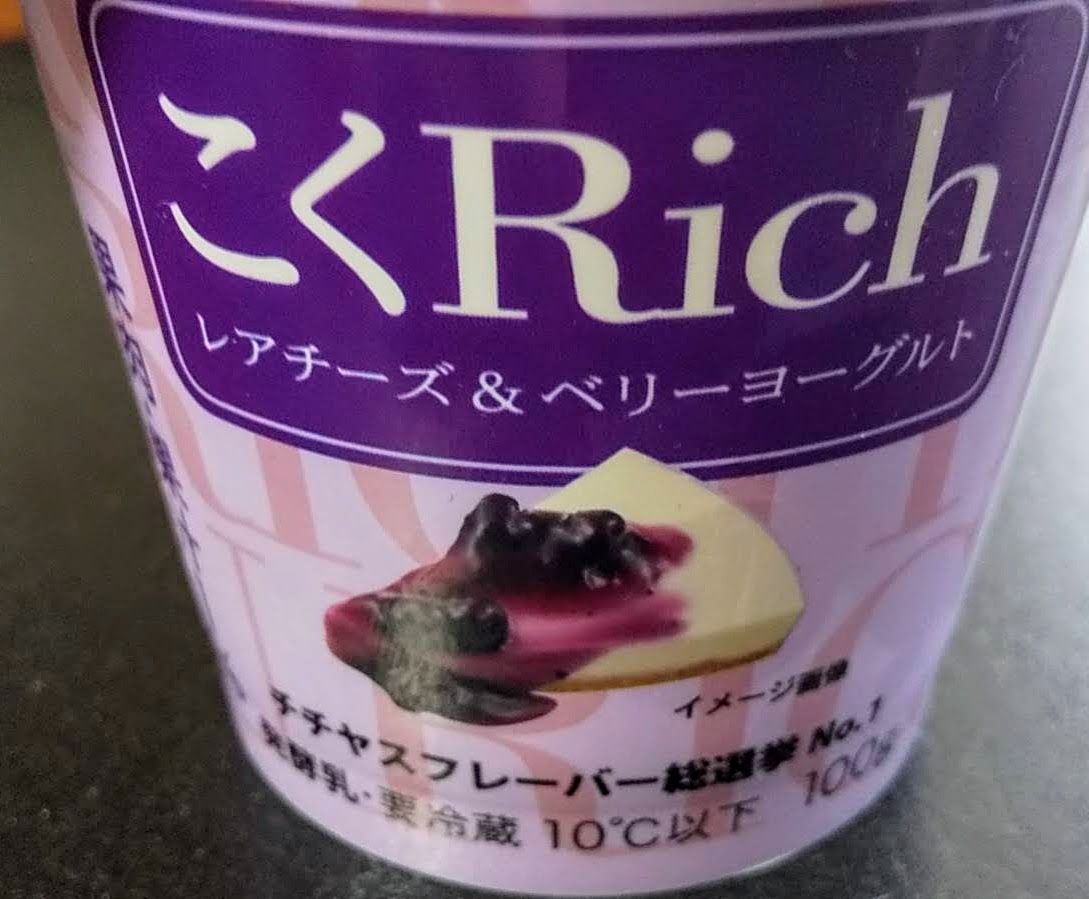 こくRich
レアチーズ&ベリーヨーグルト
イメージ画像
チチヤスフレーバー総選挙 No.1
発酵乳・要冷蔵 10℃以下 100g